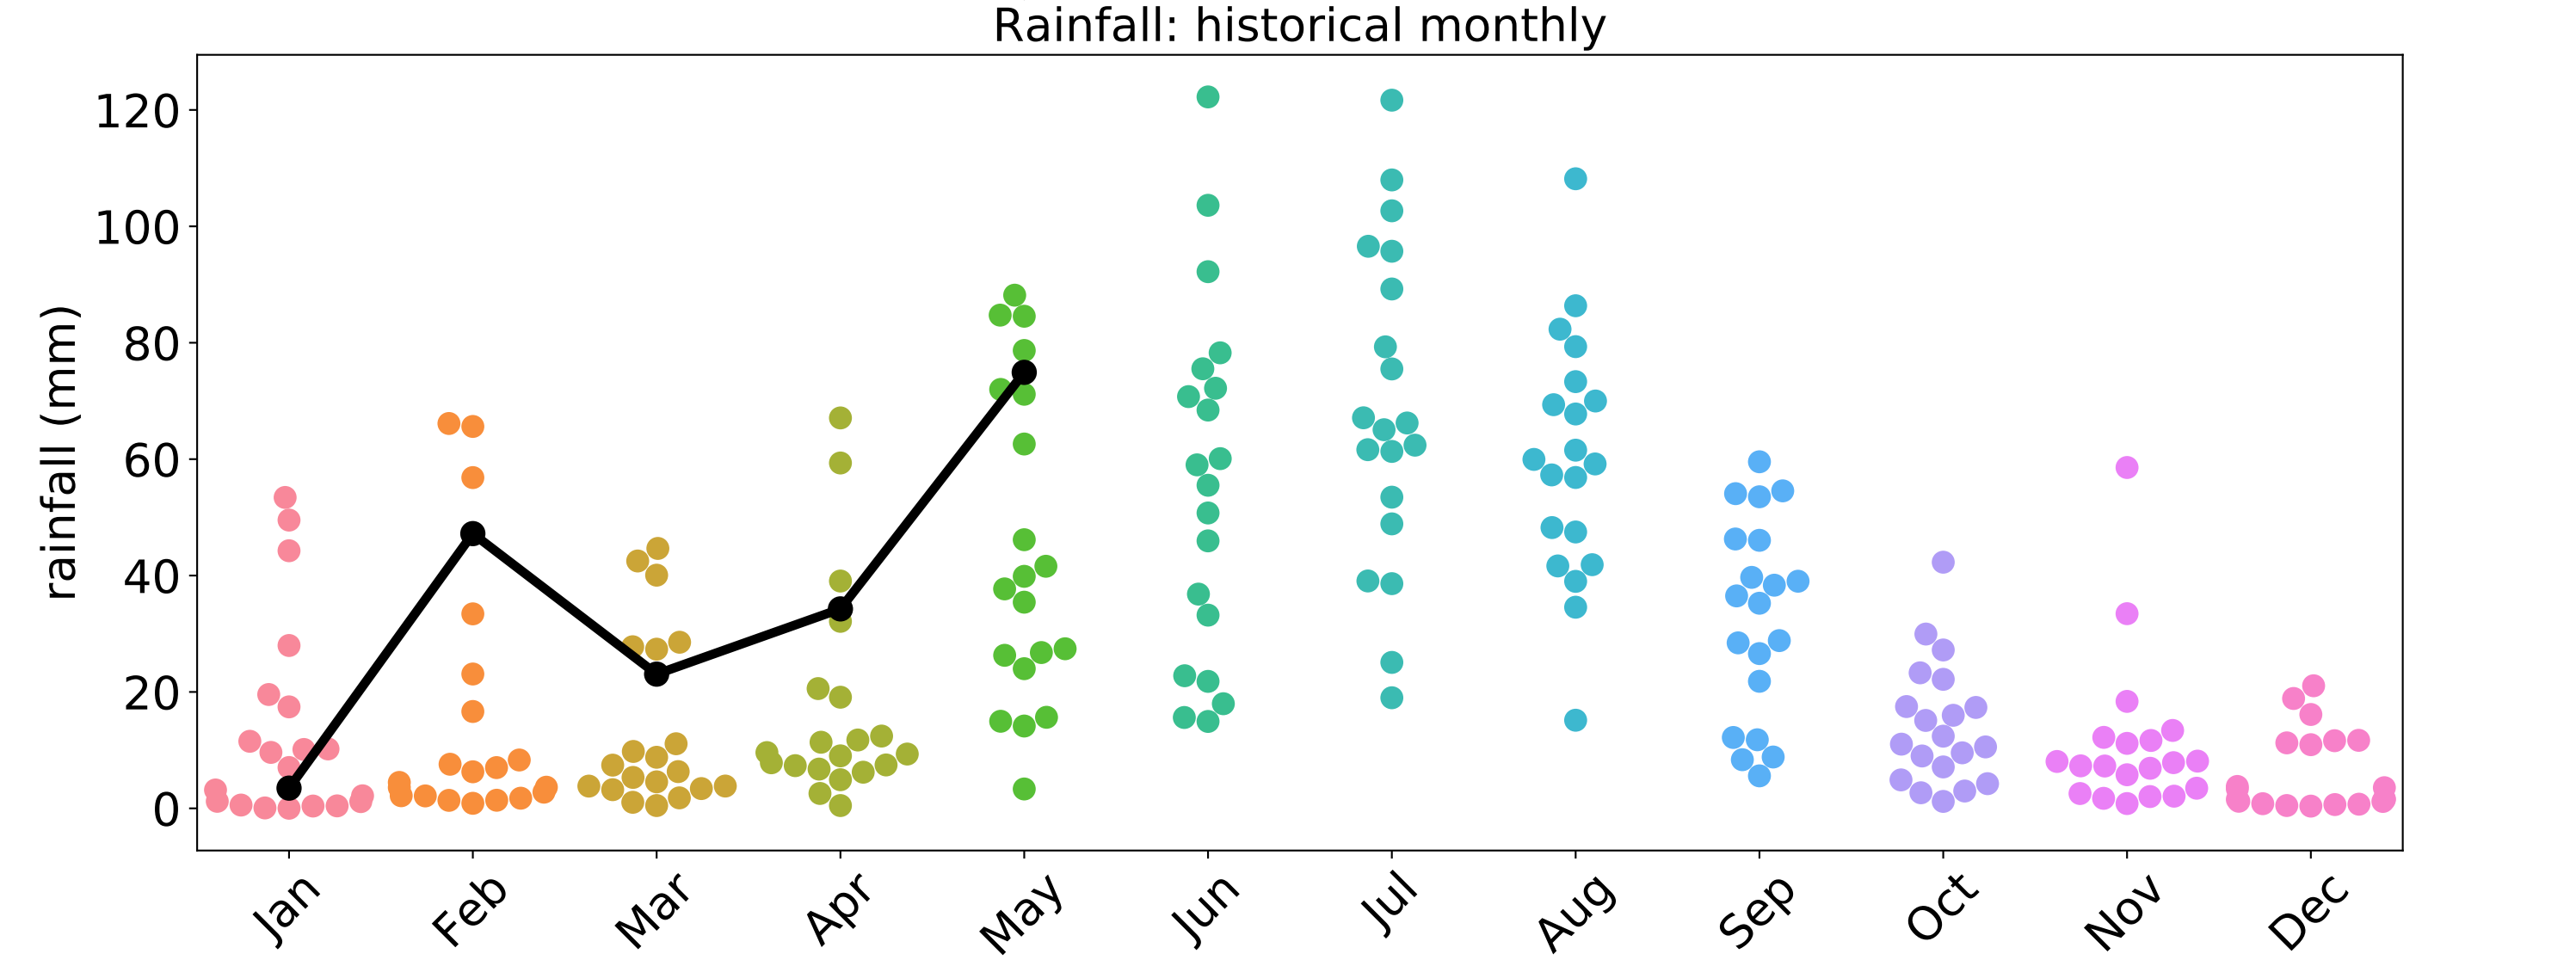 Rainfall: historical monthly
rainfall (mm)
120
100
80
60
40
20
0
Jan
Feb
Mar
Apr
May
Jun
Jul
Aug
Sep
Oct
Nov
Dec